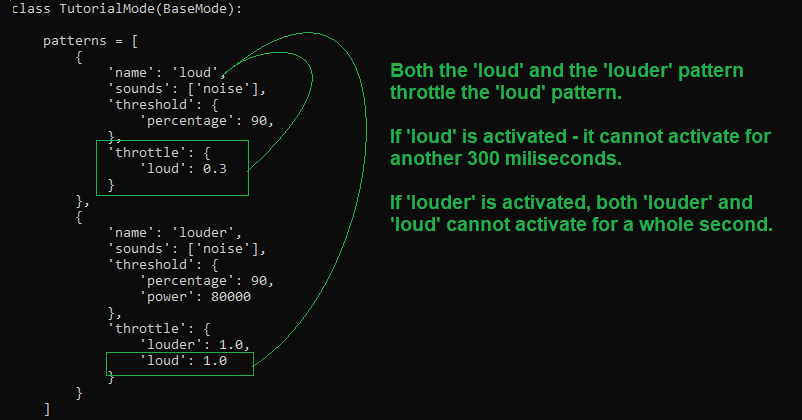 class TutorialMode(BaseMode):
    patterns = [
        {
            'name': 'loud',
            'sounds': ['noise'],
            'threshold': {
                'percentage': 90,
            },
            'throttle': {
                'loud': 0.3
            }
        },
        {
            'name': 'louder',
            'sounds': ['noise'],
            'threshold': {
                'percentage': 90,
                'power': 80000
            },
            'throttle': {
                'louder': 1.0,
                'loud': 1.0
            }
        }
    ]
Both the 'loud' and the 'louder' pattern
throttle the 'loud' pattern.
If 'loud' is activated - it cannot activate for
another 300 miliseconds.
If 'louder' is activated, both 'louder' and
'loud' cannot activate for a whole second.